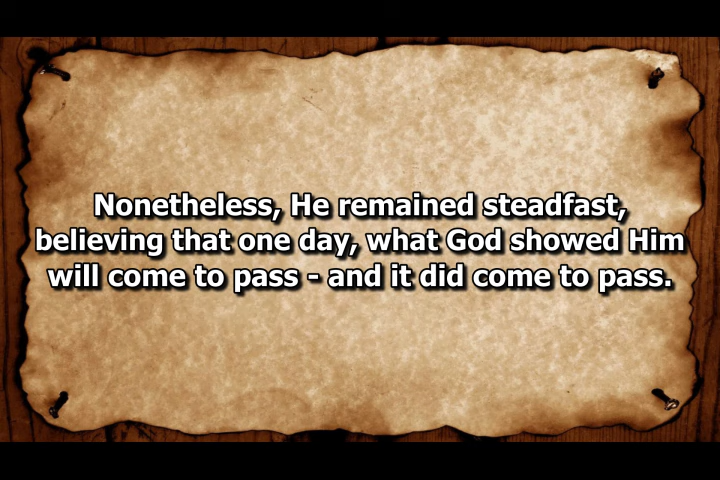 Nonetheless, He remained steadfast,
believing that one day, what God showed Him
will come to pass - and it did come to pass.